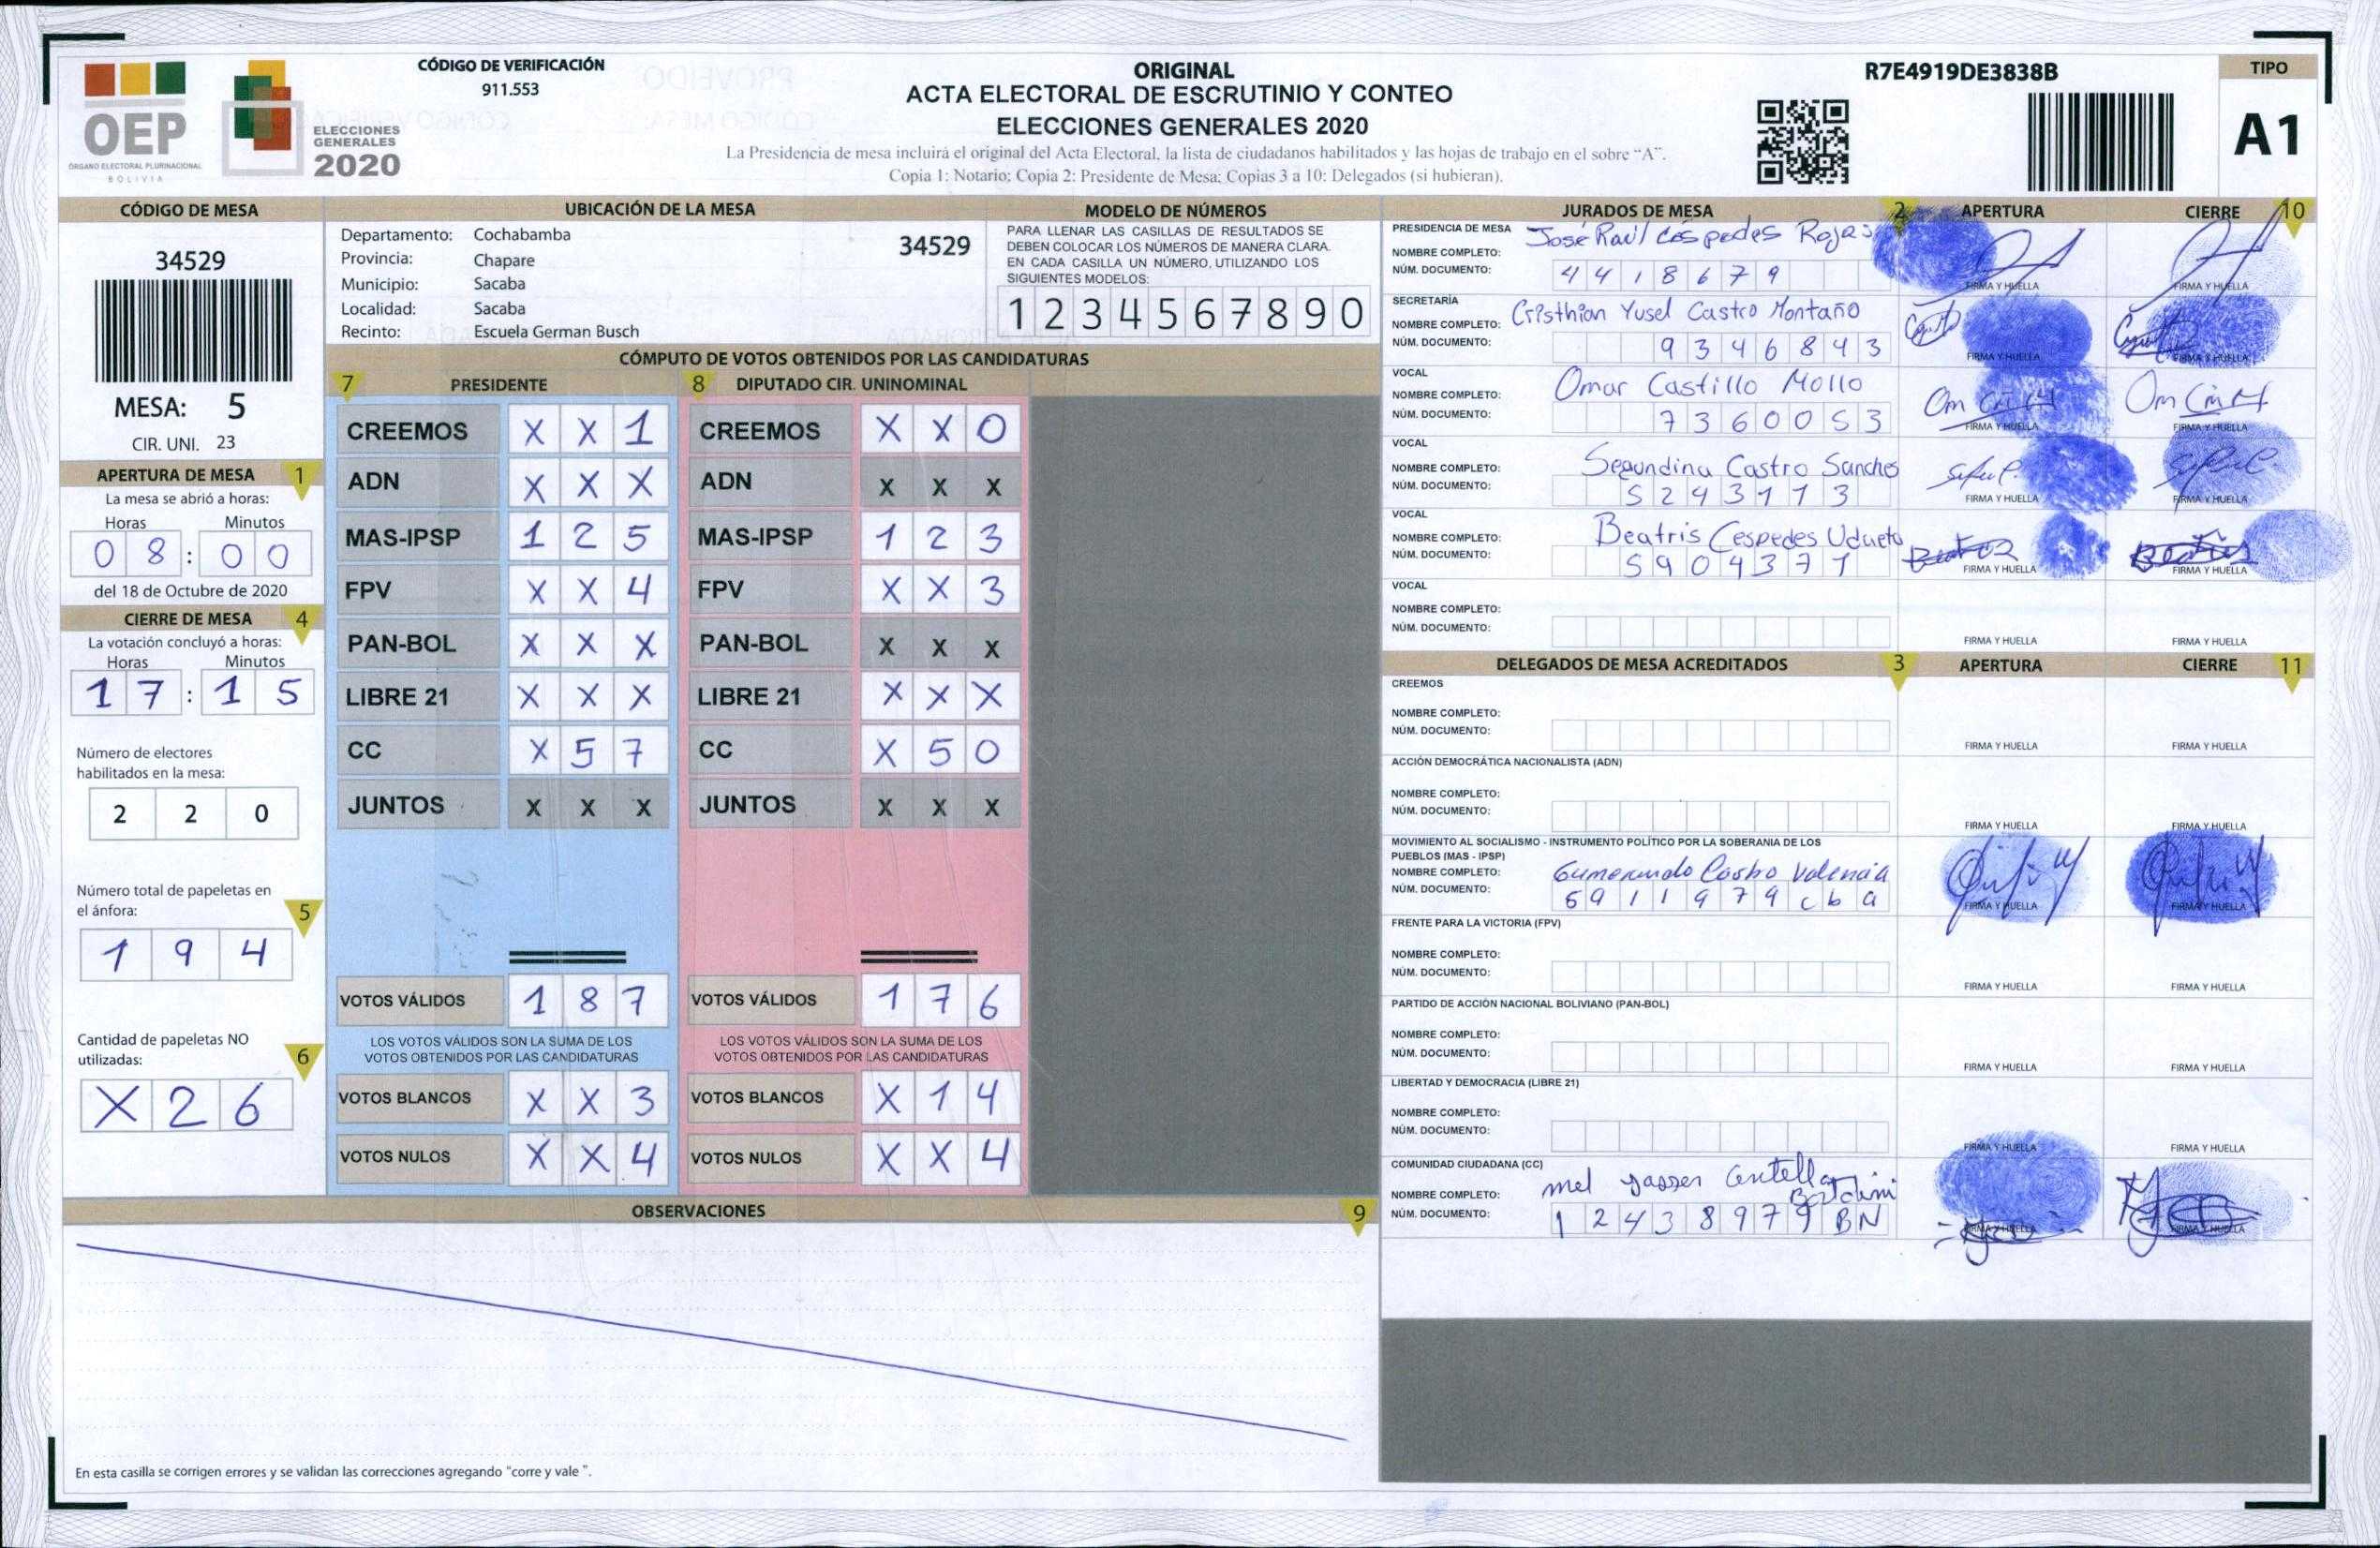 CÓDIGO DE VERIFICACIÓN
911.553
OEP
ÓRGANO ELECTORAL PLURINACIONAL
BOLIVIA
ELECCIONES
GENERALES
2020
ORIGINAL
ACTA ELECTORAL DE ESCRUTINIO Y CONTEO
ELECCIONES GENERALES 2020
La Presidencia de mesa incluirá el original del Acta Electoral, la lista de ciudadanos habilitados y las hojas de trabajo en el sobre “A”.
Copia 1: Notario; Copia 2: Presidente de Mesa; Copias 3 a 10: Delegados (si hubieran).
R7E4919DE3838B
TIPO
A1
CÓDIGO DE MESA
34529
MESA: 5
CIR. UNI. 23
APERTURA DE MESA 1
La mesa se abrió a horas:
Horas Minutos
0 8 : 0 0
del 18 de Octubre de 2020
CIERRE DE MESA 4
La votación concluyó a horas:
Horas Minutos
1 7 : 1 5
Número de electores
habilitados en la mesa:
2 2 0
Número total de papeletas en
el ánfora: 5
1 9 4
Cantidad de papeletas NO
utilizadas: 6
X 2 6
UBICACIÓN DE LA MESA
Departamento: Cochabamba
34529
Provincia: Chapare
Municipio: Sacaba
Localidad: Sacaba
Recinto: Escuela German Busch
MODELO DE NÚMEROS
PARA LLENAR LAS CASILLAS DE RESULTADOS SE
DEBEN COLOCAR LOS NÚMEROS DE MANERA CLARA.
EN CADA CASILLA UN NÚMERO, UTILIZANDO LOS
SIGUIENTES MODELOS:
1 2 3 4 5 6 7 8 9 0
CÓMPUTO DE VOTOS OBTENIDOS POR LAS CANDIDATURAS
7 PRESIDENTE 8 DIPUTADO CIR. UNINOMINAL
CREEMOS X X 1 CREEMOS X X 0
ADN X X X ADN X X X
MAS-IPSP 1 2 5 MAS-IPSP 1 2 3
FPV X X 4 FPV X X 3
PAN-BOL X X X PAN-BOL X X X
LIBRE 21 X X X LIBRE 21 X X X
CC X 5 7 CC X 5 0
JUNTOS X X X JUNTOS X X X
VOTOS VÁLIDOS 1 8 7 VOTOS VÁLIDOS 1 7 6
LOS VOTOS VÁLIDOS SON LA SUMA DE LOS LOS VOTOS VÁLIDOS SON LA SUMA DE LOS
VOTOS OBTENIDOS POR LAS CANDIDATURAS VOTOS OBTENIDOS POR LAS CANDIDATURAS
VOTOS BLANCOS X X 3 VOTOS BLANCOS X 1 4
VOTOS NULOS X X 4 VOTOS NULOS X X 4
OBSERVACIONES 9
En esta casilla se corrigen errores y se validan las correcciones agregando "corre y vale ".
JURADOS DE MESA 2 APERTURA CIERRE 10
PRESIDENCIA DE MESA
NOMBRE COMPLETO: José Raúl Céspedes Rojas
NÚM. DOCUMENTO: 4 4 1 8 6 7 9
FIRMA Y HUELLA FIRMA Y HUELLA
SECRETARÍA
NOMBRE COMPLETO: Cristhian Yusel Castro Montaño
NÚM. DOCUMENTO: 9 3 4 6 8 4 3
FIRMA Y HUELLA FIRMA Y HUELLA
VOCAL
NOMBRE COMPLETO: Omar Castillo Mollo
NÚM. DOCUMENTO: 7 3 6 0 0 5 3
FIRMA Y HUELLA FIRMA Y HUELLA
VOCAL
NOMBRE COMPLETO: Segundina Castro Sanches
NÚM. DOCUMENTO: 5 2 4 3 1 1 3
FIRMA Y HUELLA FIRMA Y HUELLA
VOCAL
NOMBRE COMPLETO: Beatris Cespedes
NÚM. DOCUMENTO: 5 9 0 4 3 7 1
FIRMA Y HUELLA FIRMA Y HUELLA
VOCAL
NOMBRE COMPLETO:
NÚM. DOCUMENTO:
FIRMA Y HUELLA FIRMA Y HUELLA
DELEGADOS DE MESA ACREDITADOS 3 APERTURA CIERRE 11
CREEMOS
NOMBRE COMPLETO:
NÚM. DOCUMENTO:
FIRMA Y HUELLA FIRMA Y HUELLA
ACCIÓN DEMOCRÁTICA NACIONALISTA (ADN)
NOMBRE COMPLETO:
NÚM. DOCUMENTO:
FIRMA Y HUELLA FIRMA Y HUELLA
MOVIMIENTO AL SOCIALISMO - INSTRUMENTO POLÍTICO POR LA SOBERANIA DE LOS
PUEBLOS (MAS - IPSP)
NOMBRE COMPLETO: Castro Valencia
NÚM. DOCUMENTO: 6 9 1 1 9 7 9 c b a
FIRMA Y HUELLA FIRMA Y HUELLA
FRENTE PARA LA VICTORIA (FPV)
NOMBRE COMPLETO:
NÚM. DOCUMENTO:
FIRMA Y HUELLA FIRMA Y HUELLA
PARTIDO DE ACCIÓN NACIONAL BOLIVIANO (PAN-BOL)
NOMBRE COMPLETO:
NÚM. DOCUMENTO:
FIRMA Y HUELLA FIRMA Y HUELLA
LIBERTAD Y DEMOCRACIA (LIBRE 21)
NOMBRE COMPLETO:
NÚM. DOCUMENTO:
FIRMA Y HUELLA FIRMA Y HUELLA
COMUNIDAD CIUDADANA (CC)
NOMBRE COMPLETO: mel
NÚM. DOCUMENTO: 1 2 4 3 8 9 7 9 BN
FIRMA Y HUELLA FIRMA Y HUELLA